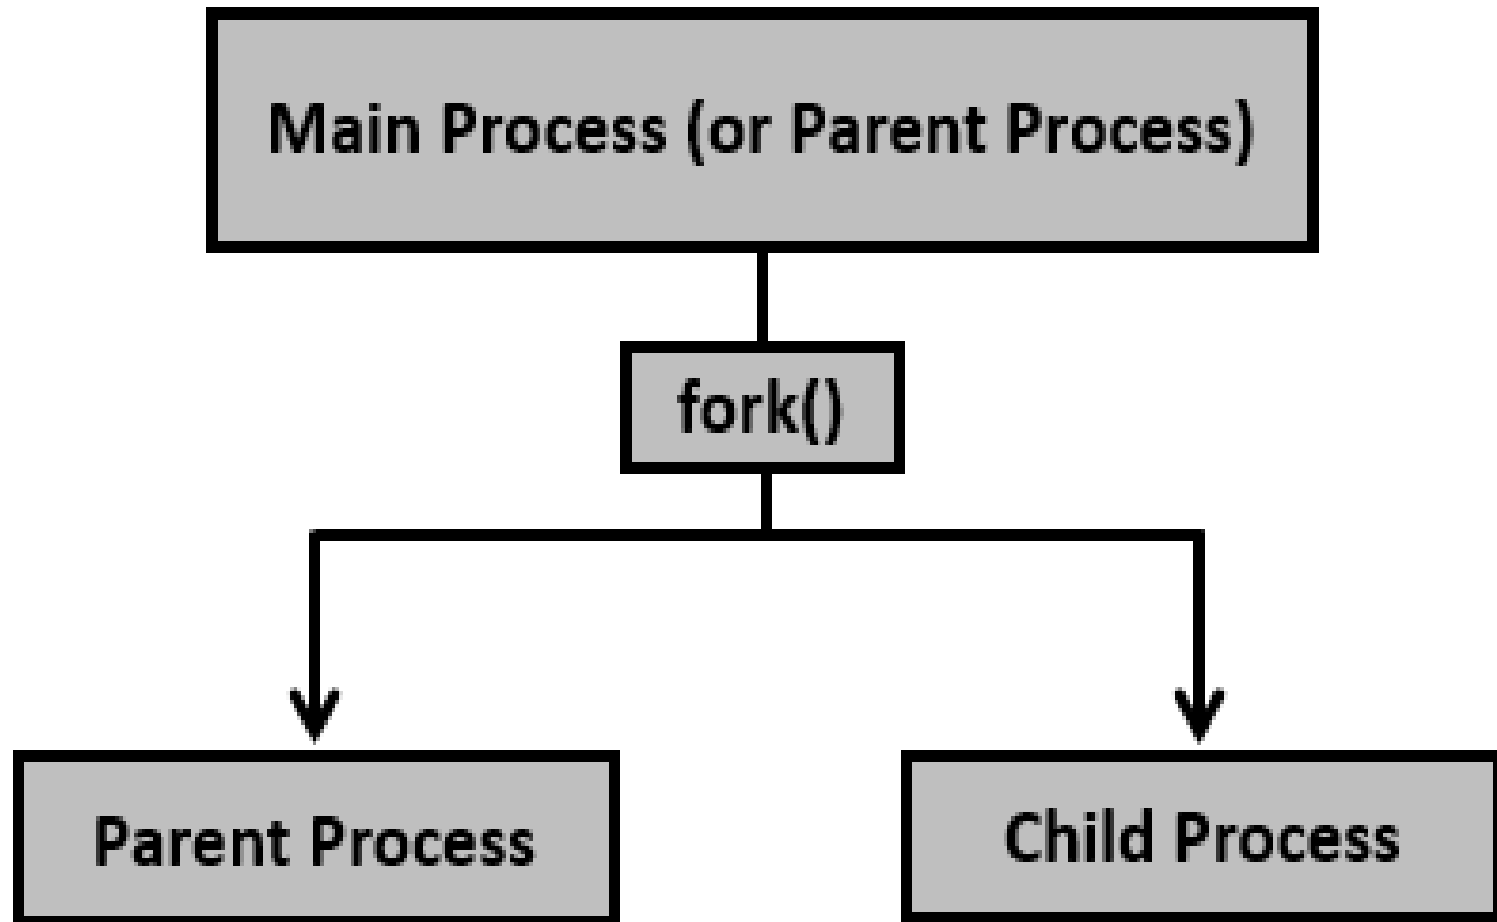 Main Process (or Parent Process)
fork()
Parent Process
Child Process